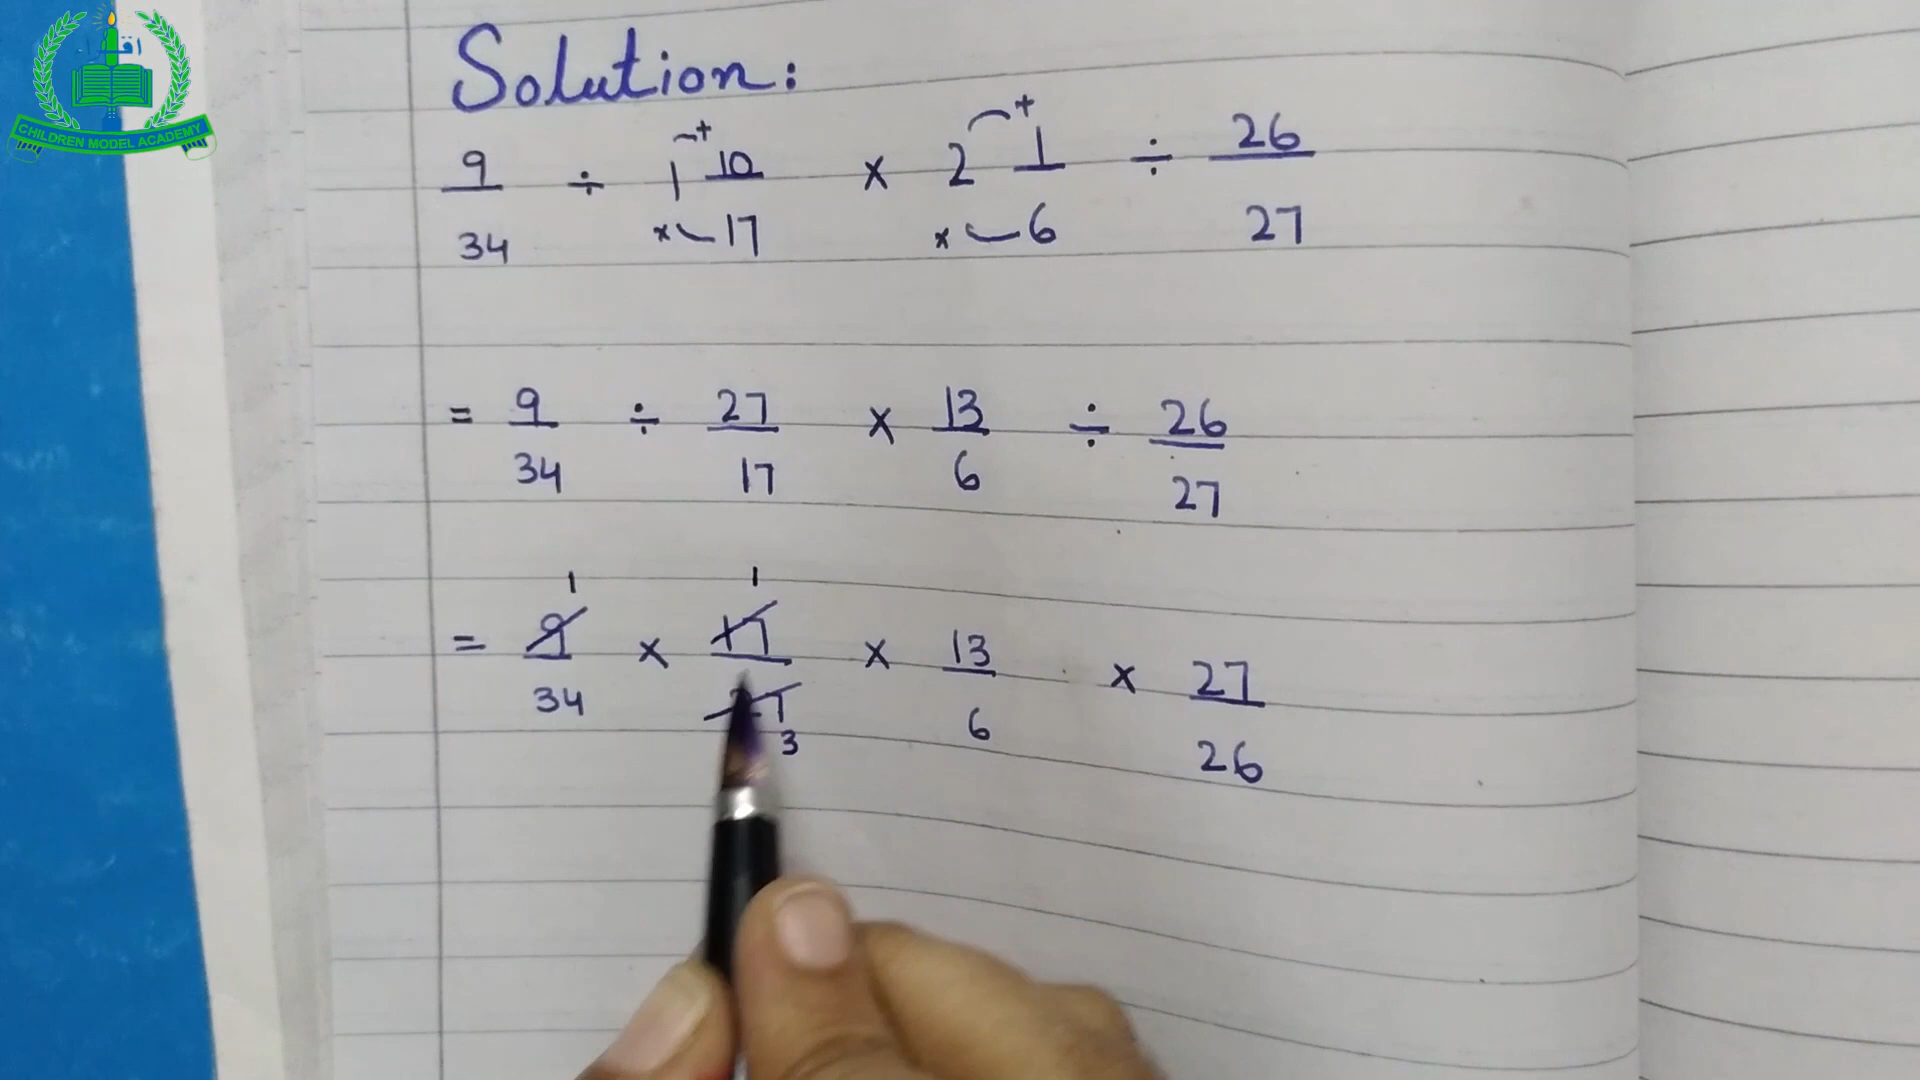 اقراء
CHILDREN MODEL ACADEMY
Solution:
9/34 ÷ 1 10/17 × 2 1/6 ÷ 26/27
= 9/34 ÷ 27/17 × 13/6 ÷ 26/27
1 1
= 9/34 × 17/27 × 13/6 × 27/26
3